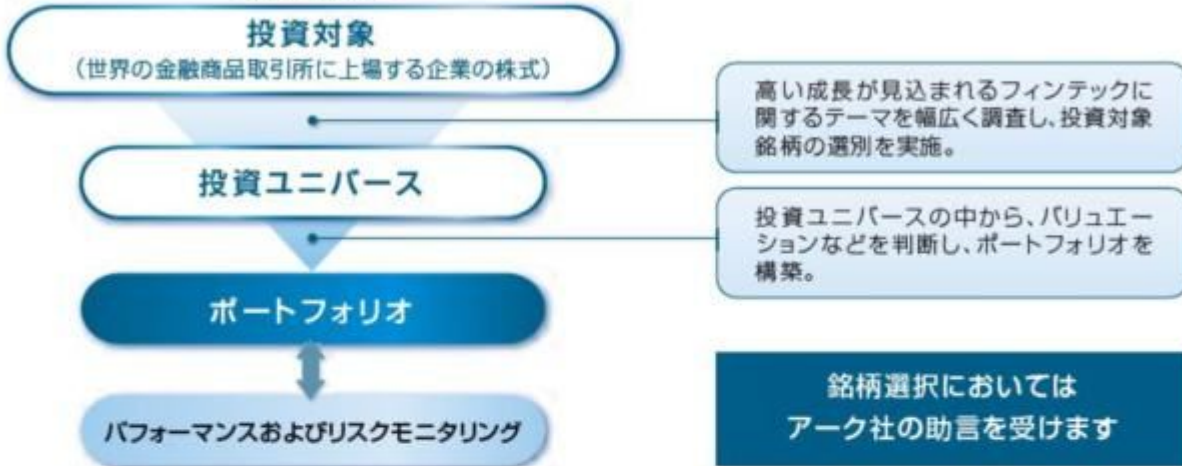 投資対象
(世界の金融商品取引所に上場する企業の株式)
高い成長が見込まれるフィンテックに
関するテーマを幅広く調査し、投資対象
銘柄の選別を実施。
投資ユニバース
投資ユニバースの中から、バリュエー
ションなどを判断し、ポートフォリオを
構築。
ポートフォリオ
パフォーマンスおよびリスクモニタリング
銘柄選択においては
アーク社の助言を受けます